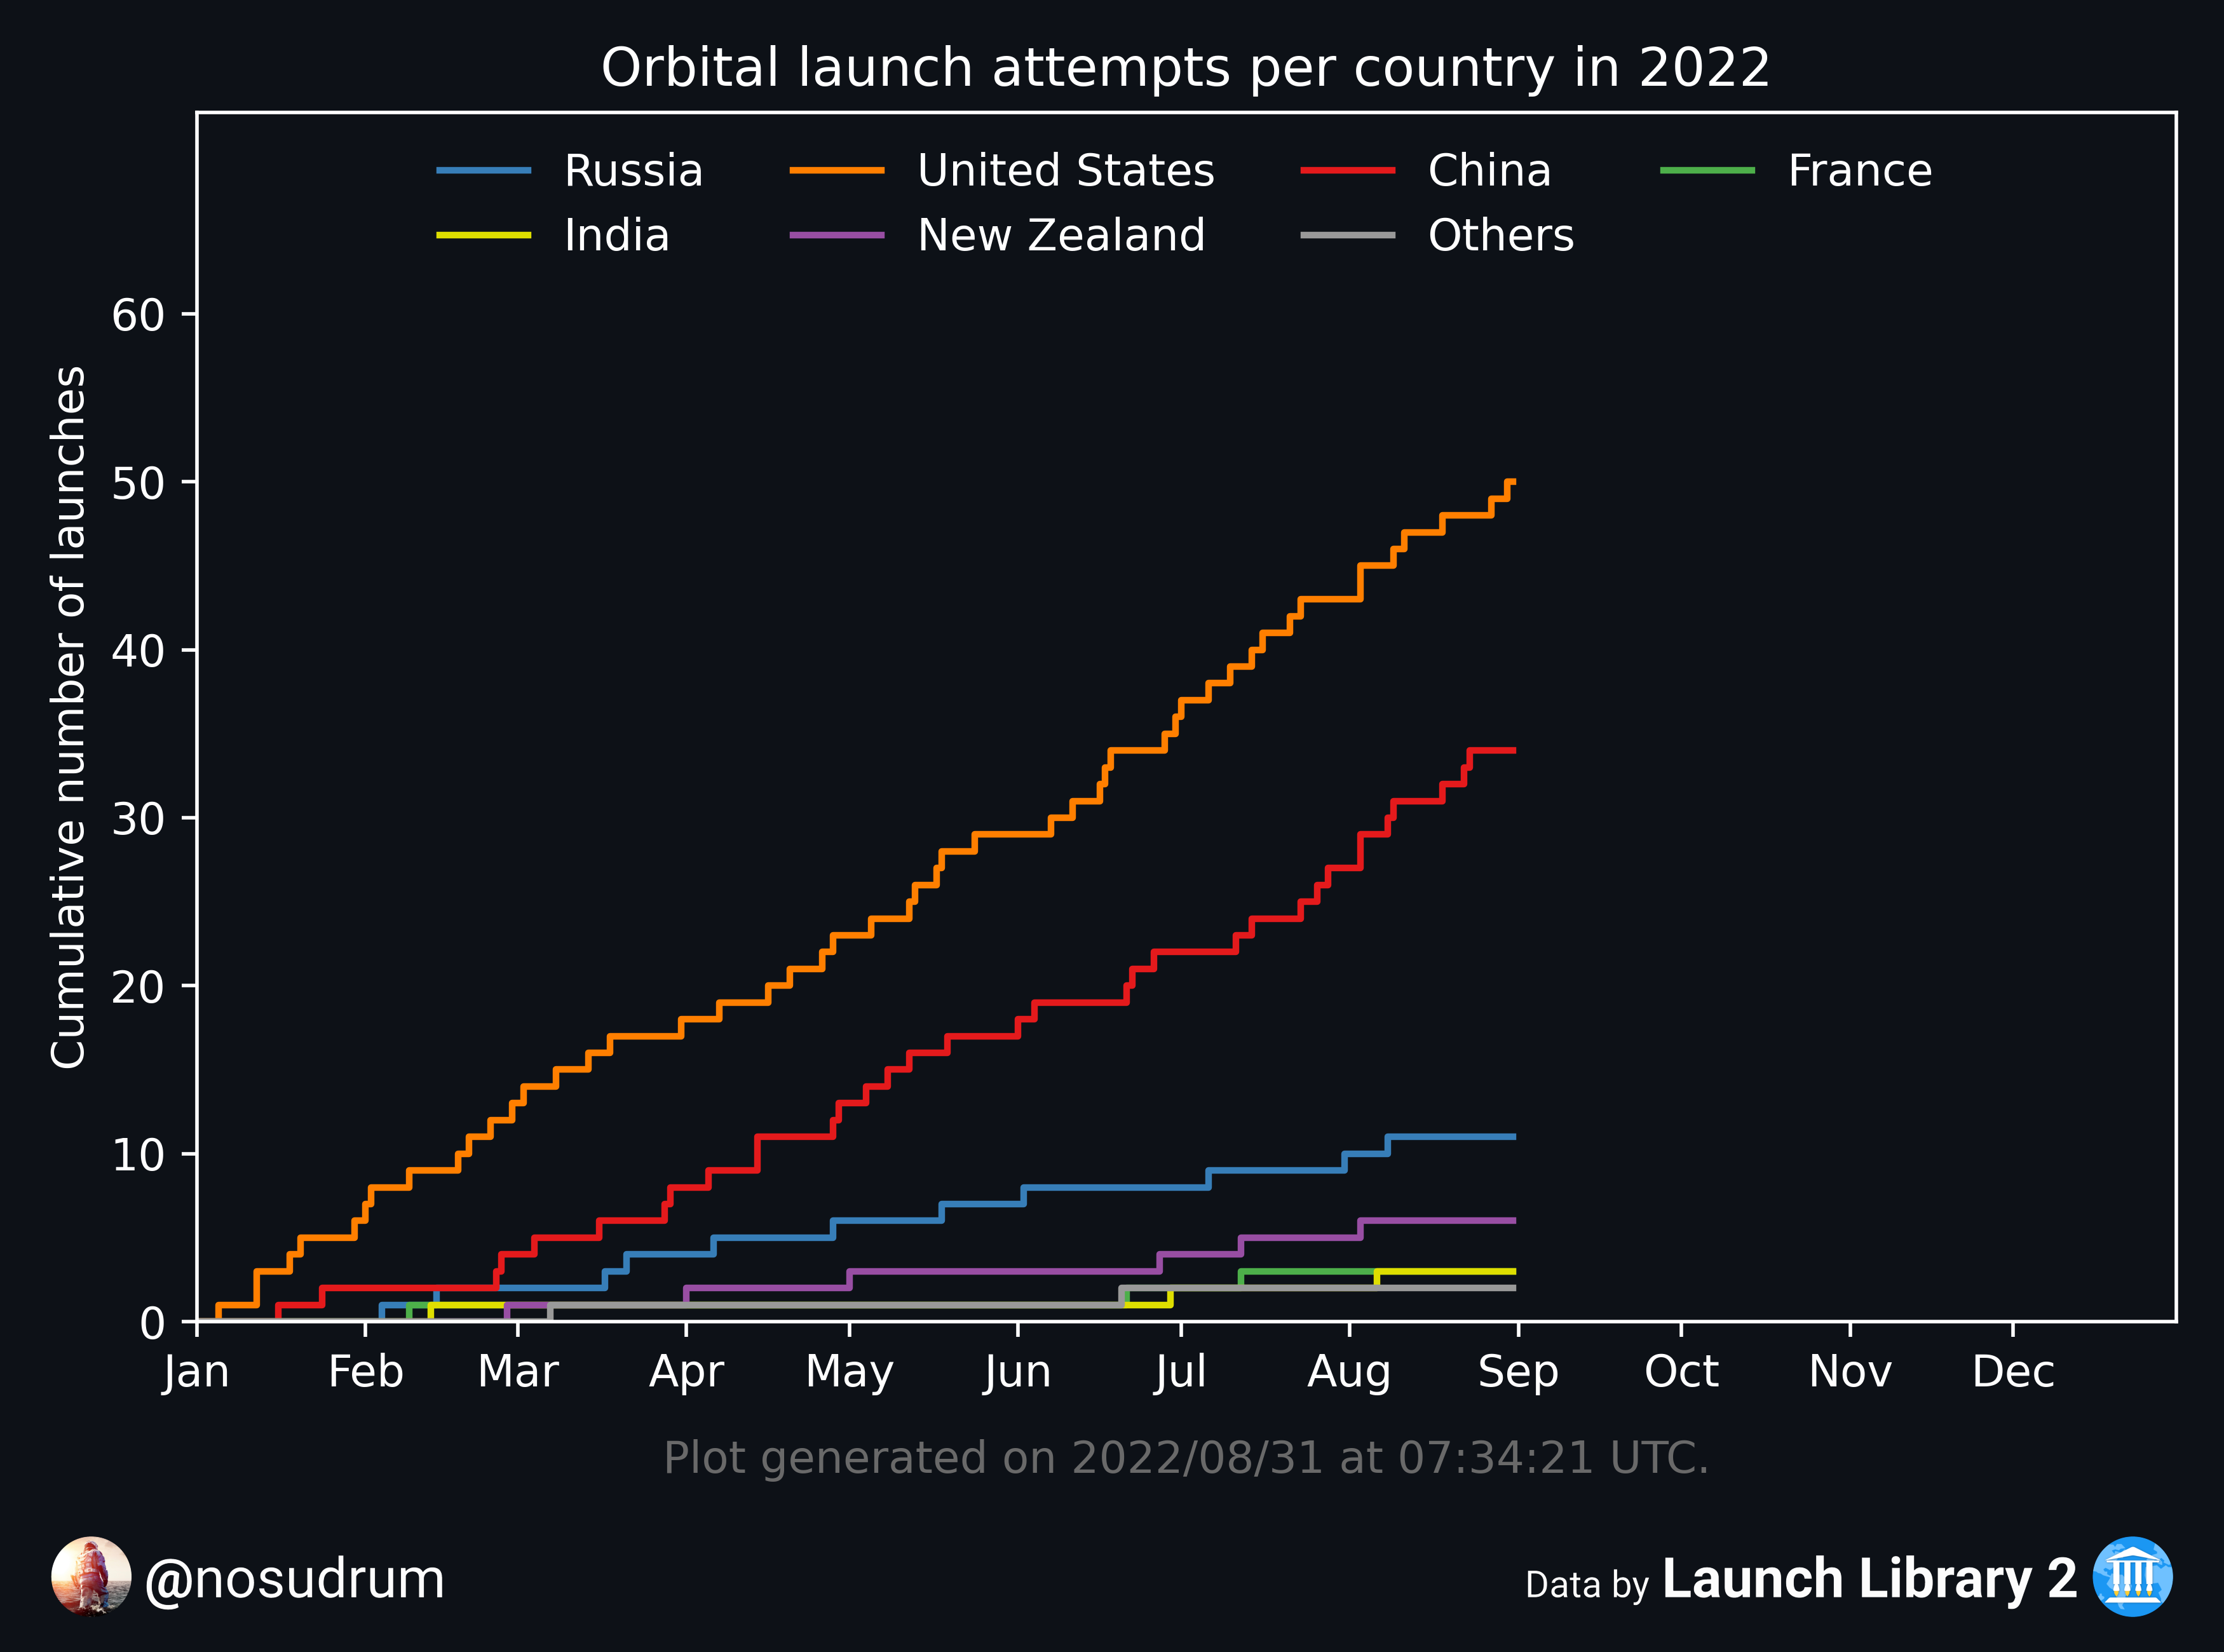 Orbital launch attempts per country in 2022
Russia United States China France
India New Zealand Others
60
50
40
30
20
10
0
Cumulative number of launches
Jan Feb Mar Apr May Jun Jul Aug Sep Oct Nov Dec
Plot generated on 2022/08/31 at 07:34:21 UTC.
@nosudrum
Data by Launch Library 2